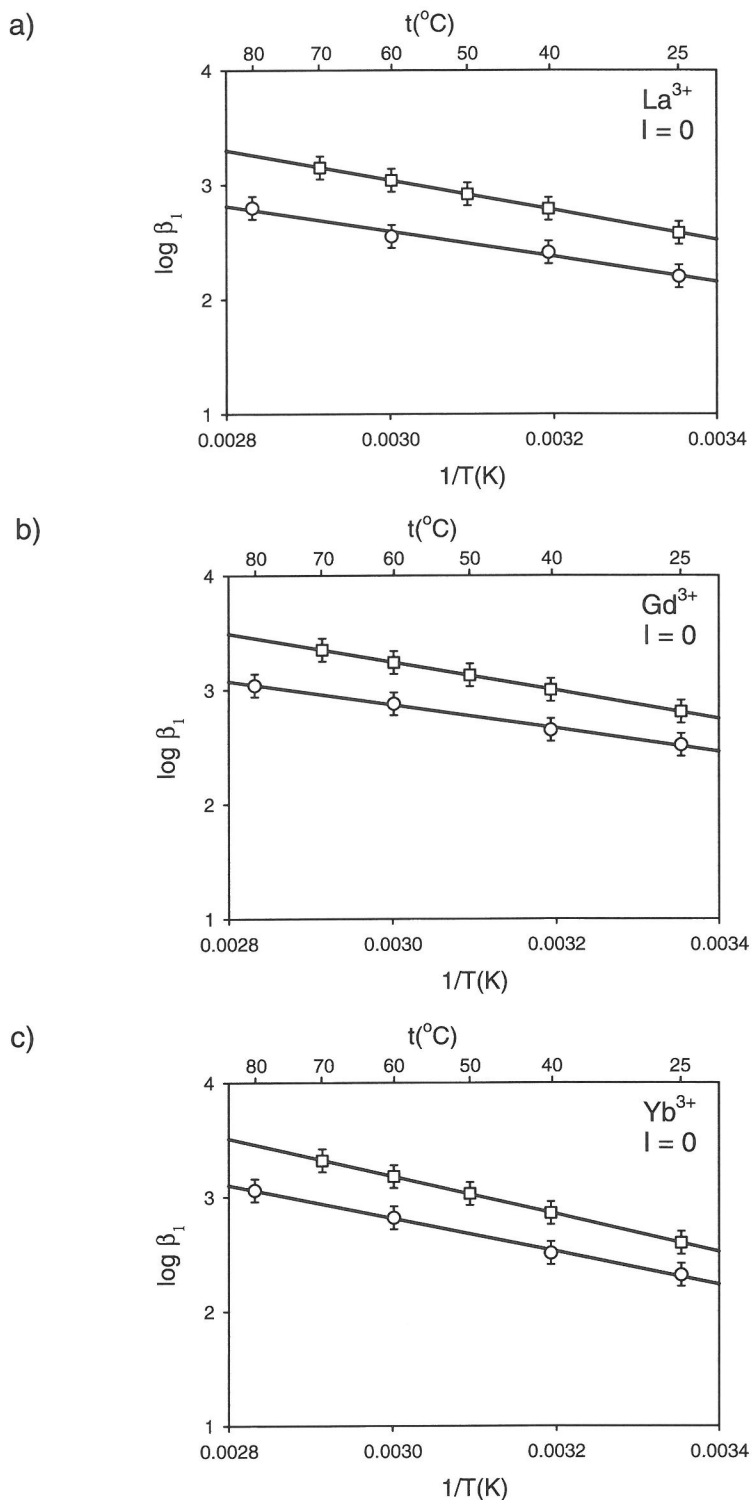 a)
t(°C)
80 70 60 50 40 25
4
La³⁺
I = 0
3
log β₁
2
1
0.0028 0.0030 0.0032 0.0034
1/T(K)
b)
t(°C)
80 70 60 50 40 25
4
Gd³⁺
I = 0
3
log β₁
2
1
0.0028 0.0030 0.0032 0.0034
1/T(K)
c)
t(°C)
80 70 60 50 40 25
4
Yb³⁺
I = 0
3
log β₁
2
1
0.0028 0.0030 0.0032 0.0034
1/T(K)